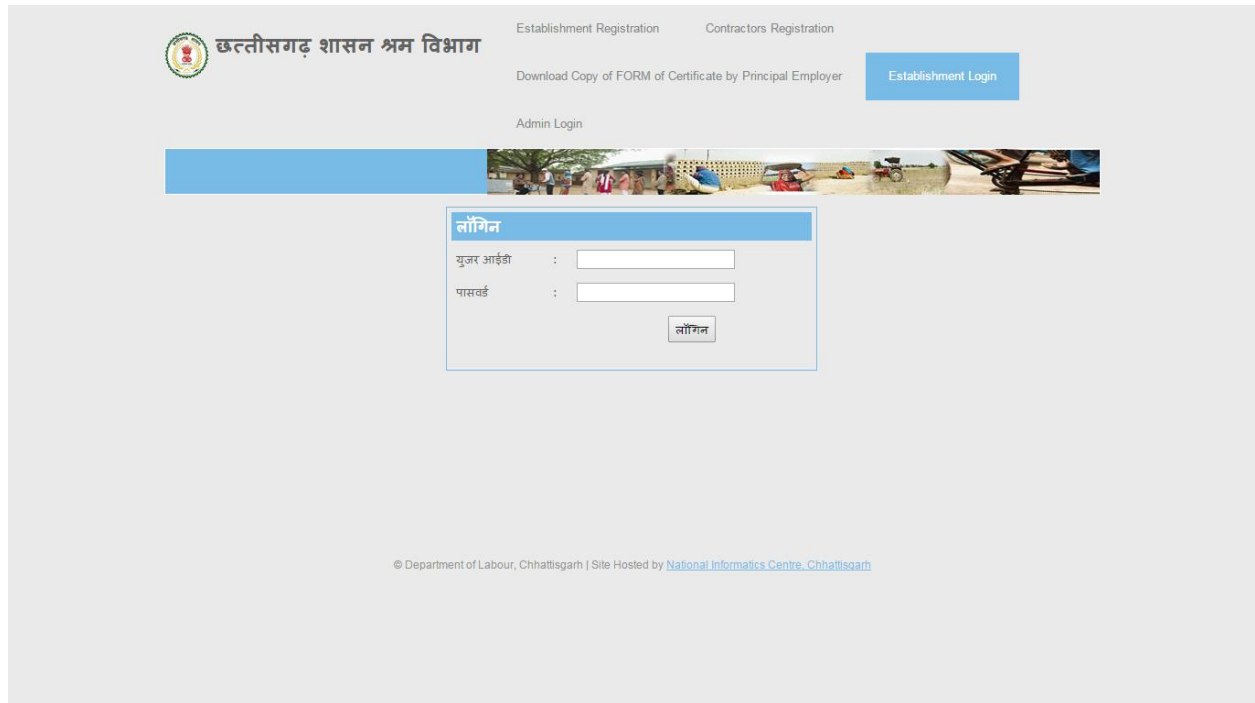 Establishment Registration Contractors Registration
छत्तीसगढ़ शासन श्रम विभाग
Download Copy of FORM of Certificate by Principal Employer Establishment Login
Admin Login
लॉगिन
युजर आईडी :
पासवर्ड :
लॉगिन
© Department of Labour, Chhattisgarh | Site Hosted by National Informatics Centre, Chhattisgarh